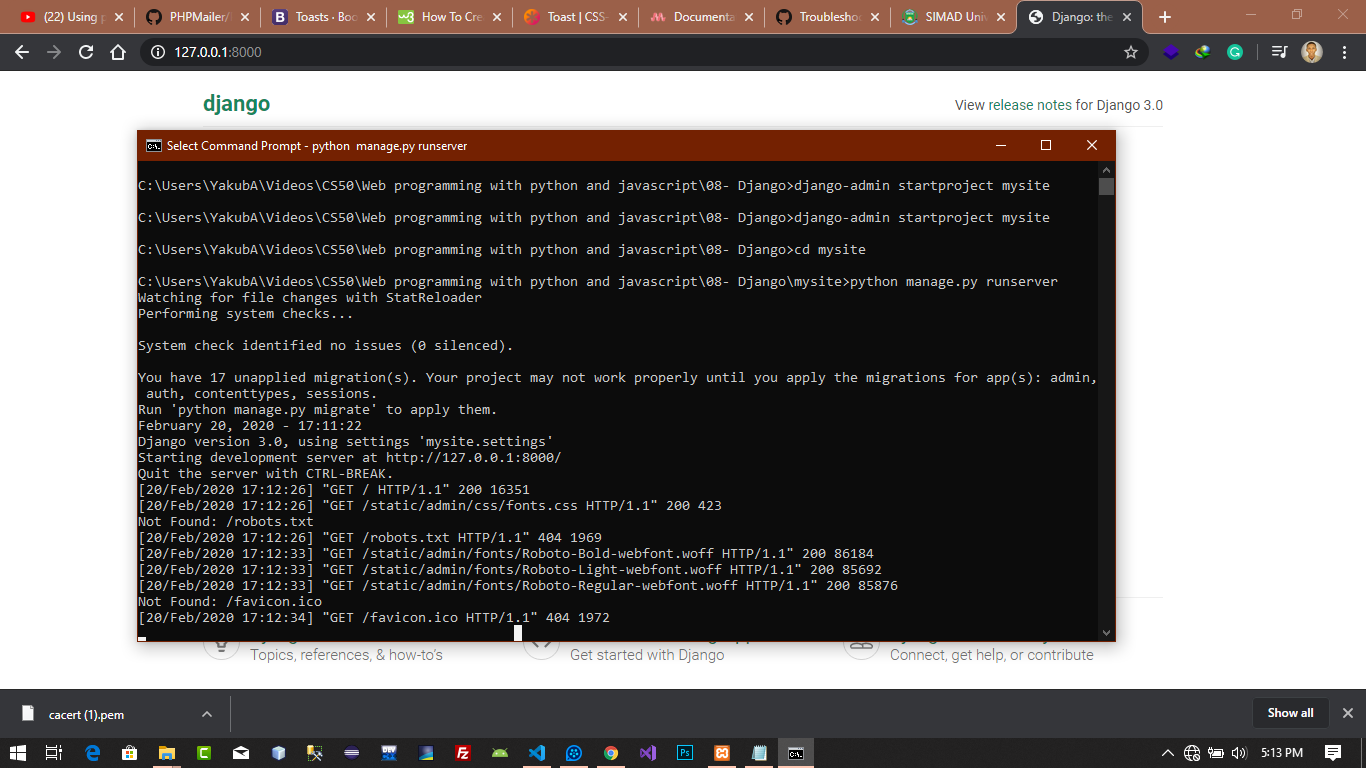 (22) Using p
PHPMailer/
Toasts · Boo
How To Cre
Toast | CSS-
Documenta
Troubleshoo
SIMAD Univ
Django: the
127.0.0.1:8000
django
View release notes for Django 3.0
Select Command Prompt - python  manage.py runserver
C:\Users\YakubA\Videos\CS50\Web programming with python and javascript\08- Django>django-admin startproject mysite
C:\Users\YakubA\Videos\CS50\Web programming with python and javascript\08- Django>django-admin startproject mysite
C:\Users\YakubA\Videos\CS50\Web programming with python and javascript\08- Django>cd mysite
C:\Users\YakubA\Videos\CS50\Web programming with python and javascript\08- Django\mysite>python manage.py runserver
Watching for file changes with StatReloader
Performing system checks...
System check identified no issues (0 silenced).
You have 17 unapplied migration(s). Your project may not work properly until you apply the migrations for app(s): admin,
 auth, contenttypes, sessions.
Run 'python manage.py migrate' to apply them.
February 20, 2020 - 17:11:22
Django version 3.0, using settings 'mysite.settings'
Starting development server at http://127.0.0.1:8000/
Quit the server with CTRL-BREAK.
[20/Feb/2020 17:12:26] "GET / HTTP/1.1" 200 16351
[20/Feb/2020 17:12:26] "GET /static/admin/css/fonts.css HTTP/1.1" 200 423
Not Found: /robots.txt
[20/Feb/2020 17:12:26] "GET /robots.txt HTTP/1.1" 404 1969
[20/Feb/2020 17:12:33] "GET /static/admin/fonts/Roboto-Bold-webfont.woff HTTP/1.1" 200 86184
[20/Feb/2020 17:12:33] "GET /static/admin/fonts/Roboto-Light-webfont.woff HTTP/1.1" 200 85692
[20/Feb/2020 17:12:33] "GET /static/admin/fonts/Roboto-Regular-webfont.woff HTTP/1.1" 200 85876
Not Found: /favicon.ico
[20/Feb/2020 17:12:34] "GET /favicon.ico HTTP/1.1" 404 1972
Topics, references, & how-to's
Get started with Django
Connect, get help, or contribute
cacert (1).pem
Show all
5:13 PM